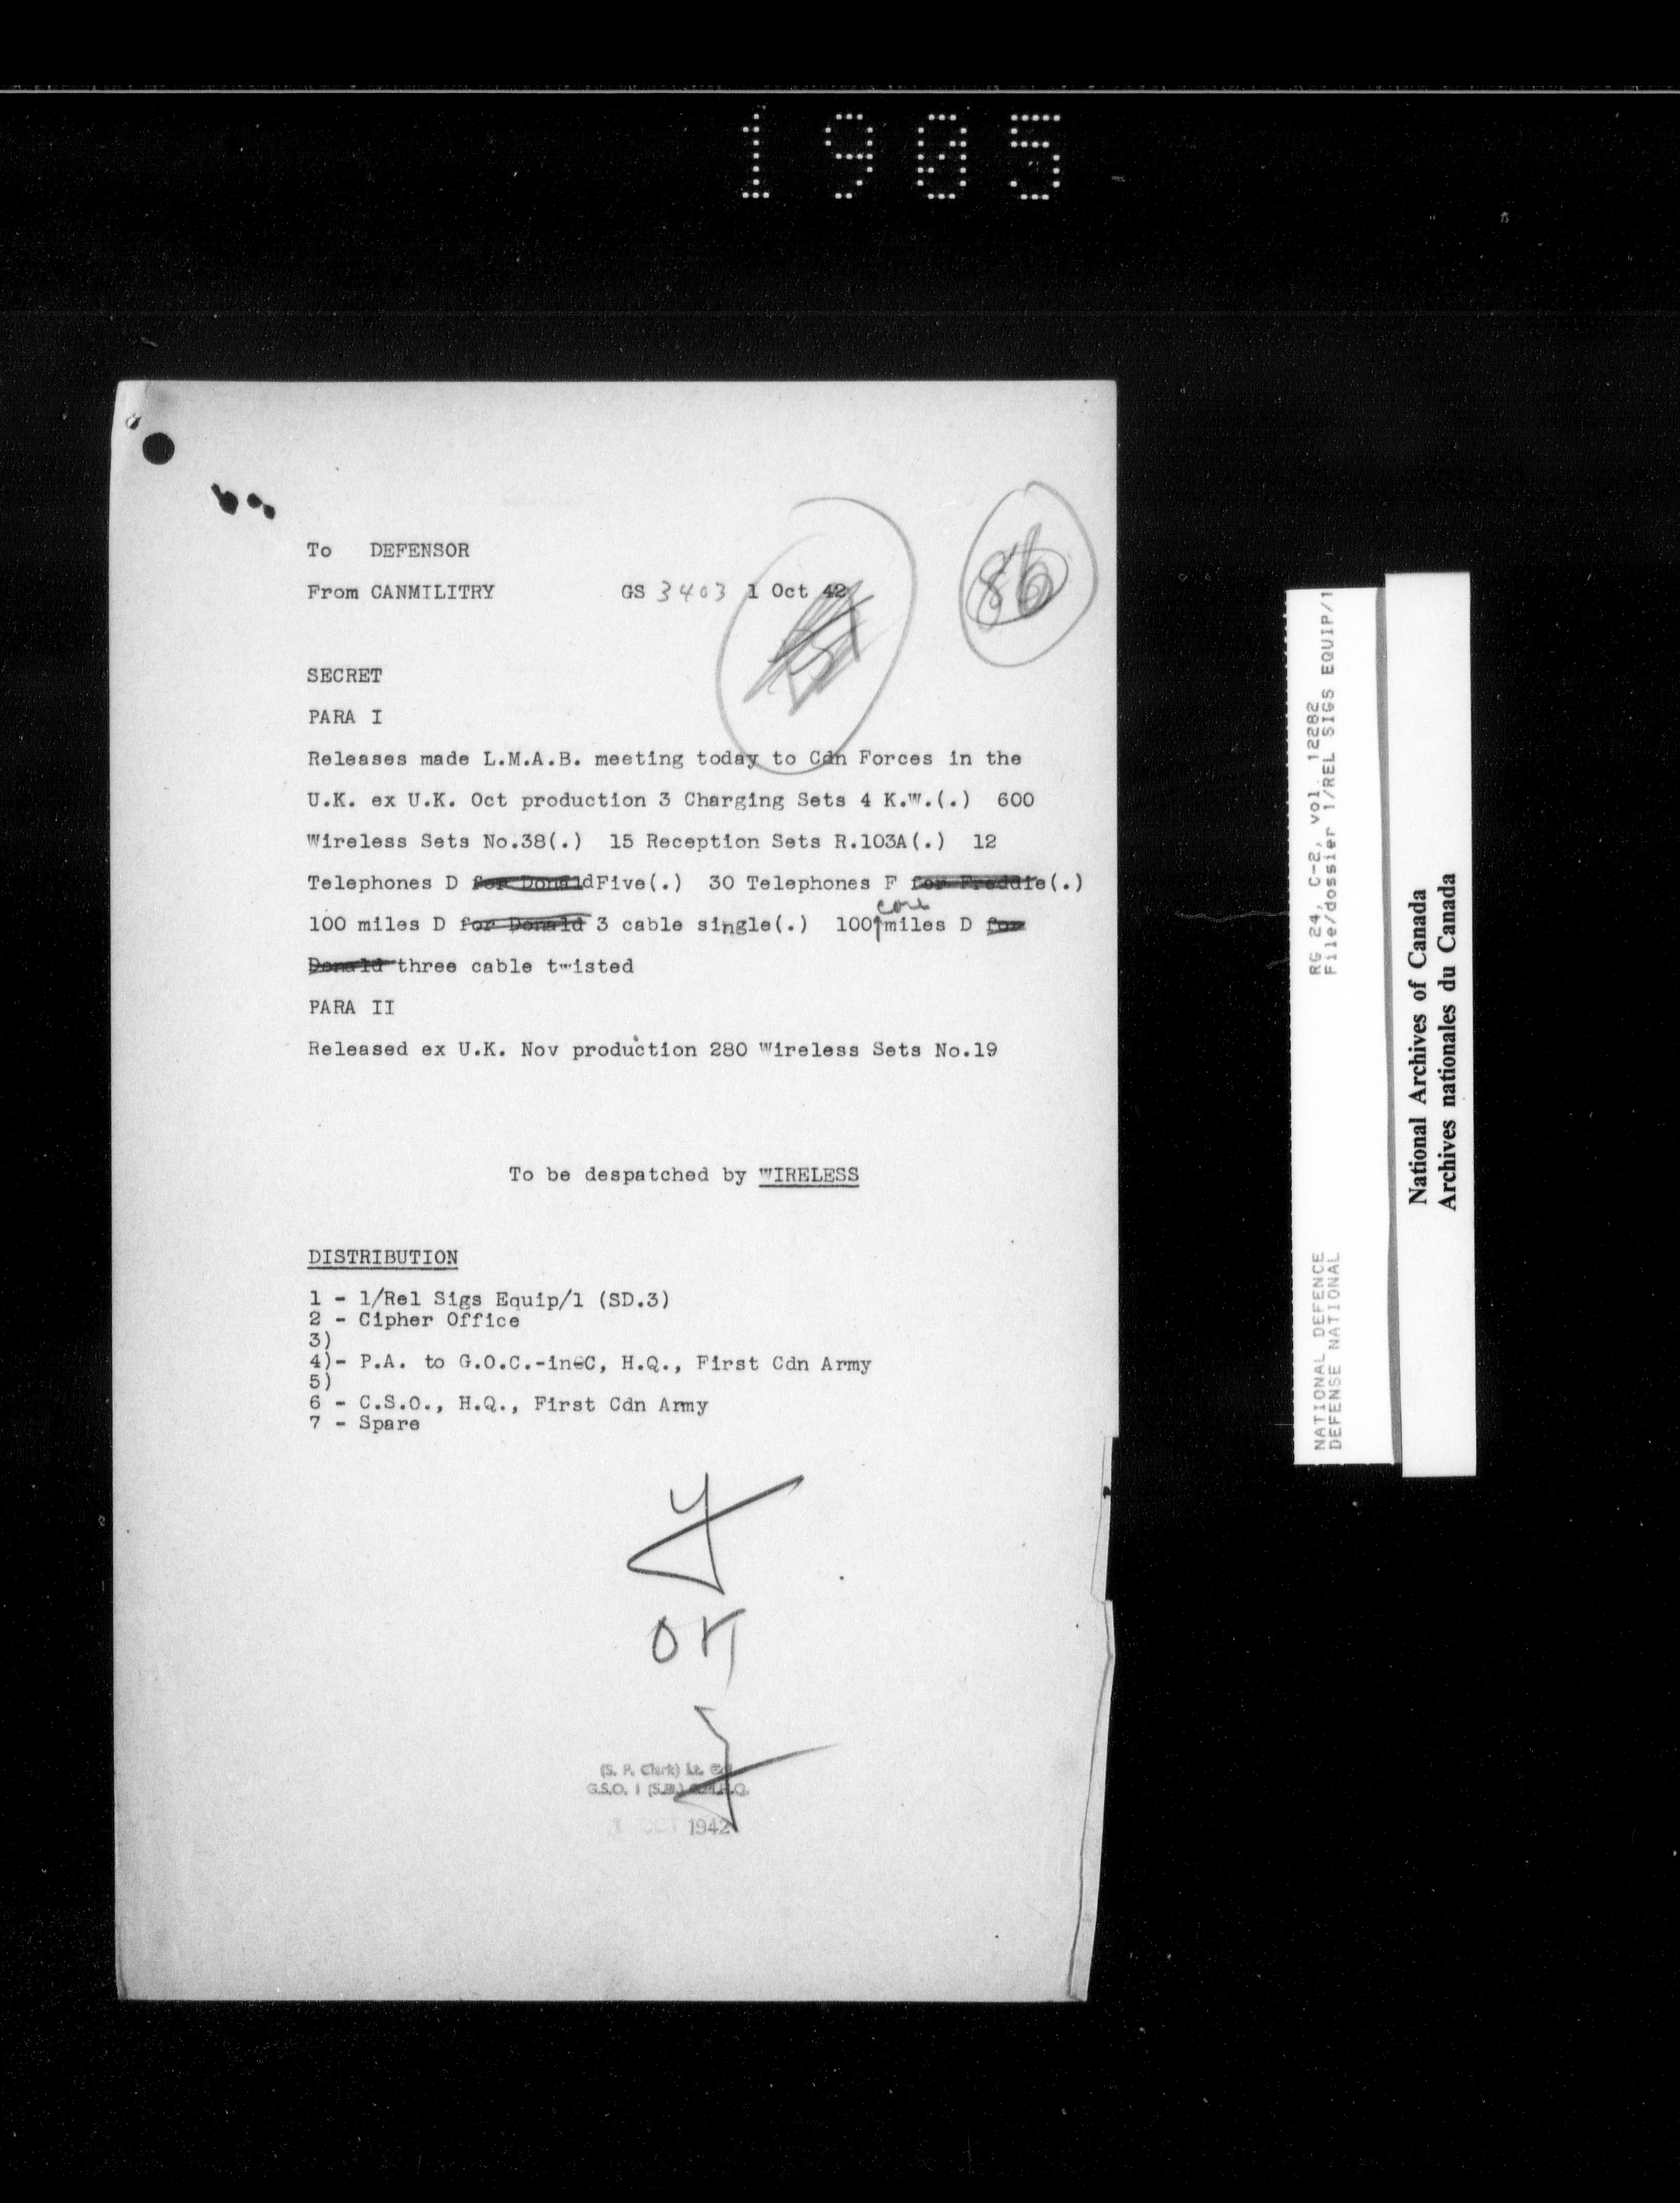 1905
86
To DEFENSOR
From CANMILITRY GS 3403 1 Oct 42
SECRET
PARA I
Releases made L.M.A.B. meeting today to Cdn Forces in the
U.K. ex U.K. Oct production 3 Charging Sets 4 K.W.(.) 600
Wireless Sets No.38(.) 15 Reception Sets R.103A(.) 12
Telephones D for Donald Five(.) 30 Telephones F for Freddie(.)
100 miles D for Donald 3 cable single(.) 100 miles D for
Donald three cable twisted
PARA II
Released ex U.K. Nov production 280 Wireless Sets No.19
To be despatched by WIRELESS
DISTRIBUTION
1 - 1/Rel Sigs Equip/1 (SD.3)
2 - Cipher Office
3)
4)- P.A. to G.O.C.-in-C, H.Q., First Cdn Army
5)
6 - C.S.O., H.Q., First Cdn Army
7 - Spare
(S. P. Clark) Lt. Col
G.S.O. 1 (S.D.) C.M.H.Q.
1 OCT 1942
RG 24, C-2, vol. 12282
File/dossier 1/REL SIGS EQUIP/1
NATIONAL DEFENCE
DEFENSE NATIONAL
National Archives of Canada
Archives nationales du Canada